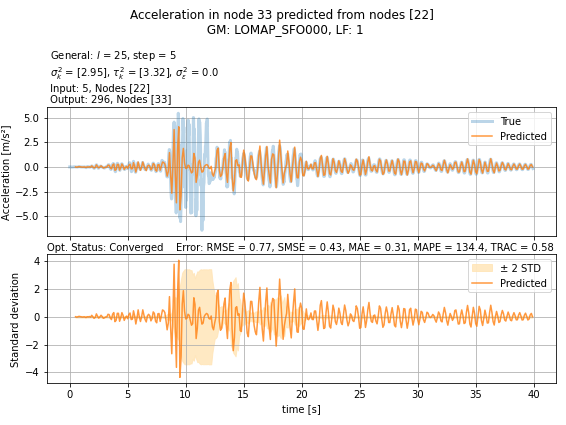 Acceleration in node 33 predicted from nodes [22]
GM: LOMAP_SFO000, LF: 1
General: l = 25, step = 5
σ²ₖ = [2.95], τ²ₖ = [3.32], σ²ε = 0.0
Input: 5, Nodes [22]
Output: 296, Nodes [33]
Acceleration [m/s²]
5.0
2.5
0.0
−2.5
−5.0
True
Predicted
Opt. Status: Converged Error: RMSE = 0.77, SMSE = 0.43, MAE = 0.31, MAPE = 134.4, TRAC = 0.58
Standard deviation
4
2
0
−2
−4
± 2 STD
Predicted
0 5 10 15 20 25 30 35 40
time [s]